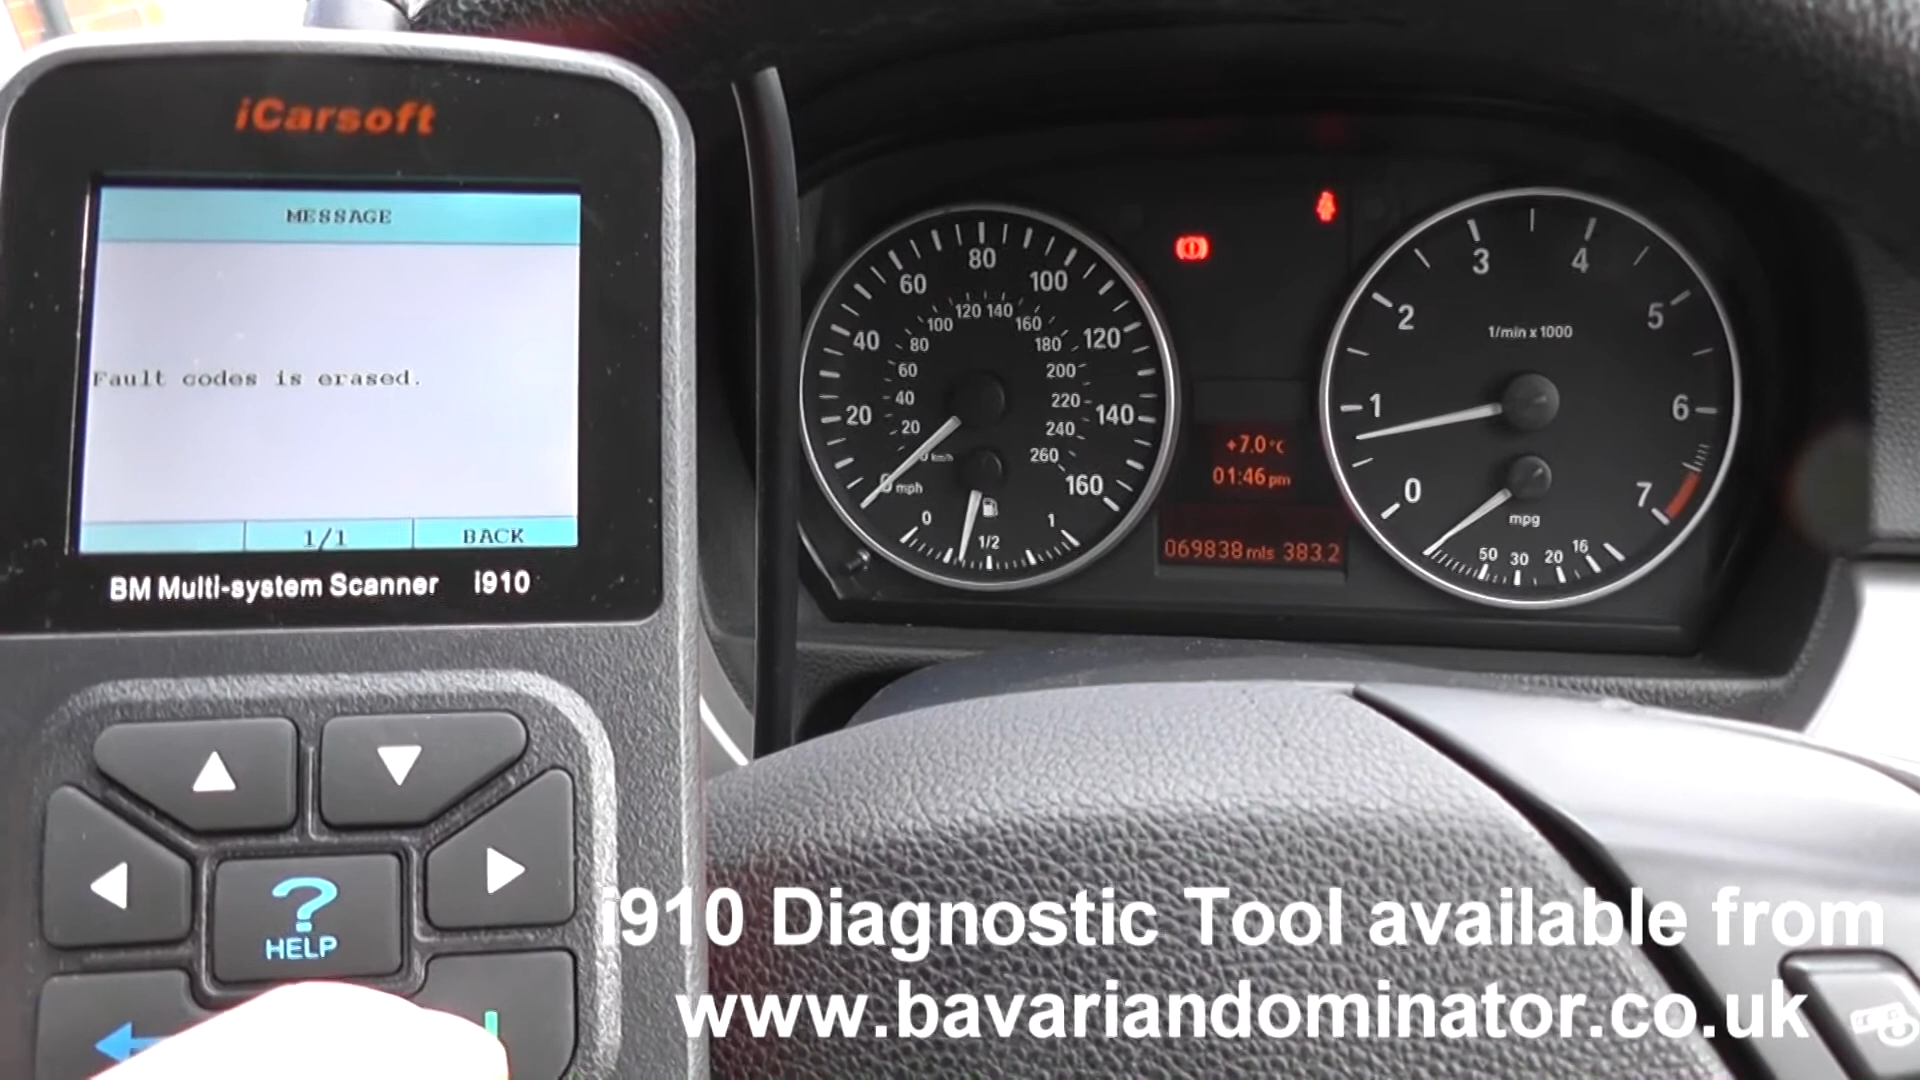 iCarsoft
MESSAGE
Fault codes is erased.
1/1 BACK
BM Multi-system Scanner i910
? HELP
0 20 40 60 80 100 120 140 160
mph
0 20 40 60 80 100 120 140 160 180 200 220 240 260
km/h
0 1/2 1
+7.0°C
01:46 pm
069838 mls 383.2
0 1 2 3 4 5 6 7
1/min x 1000
mpg
50 30 20 16
i910 Diagnostic Tool available from
www.bavariandominator.co.uk